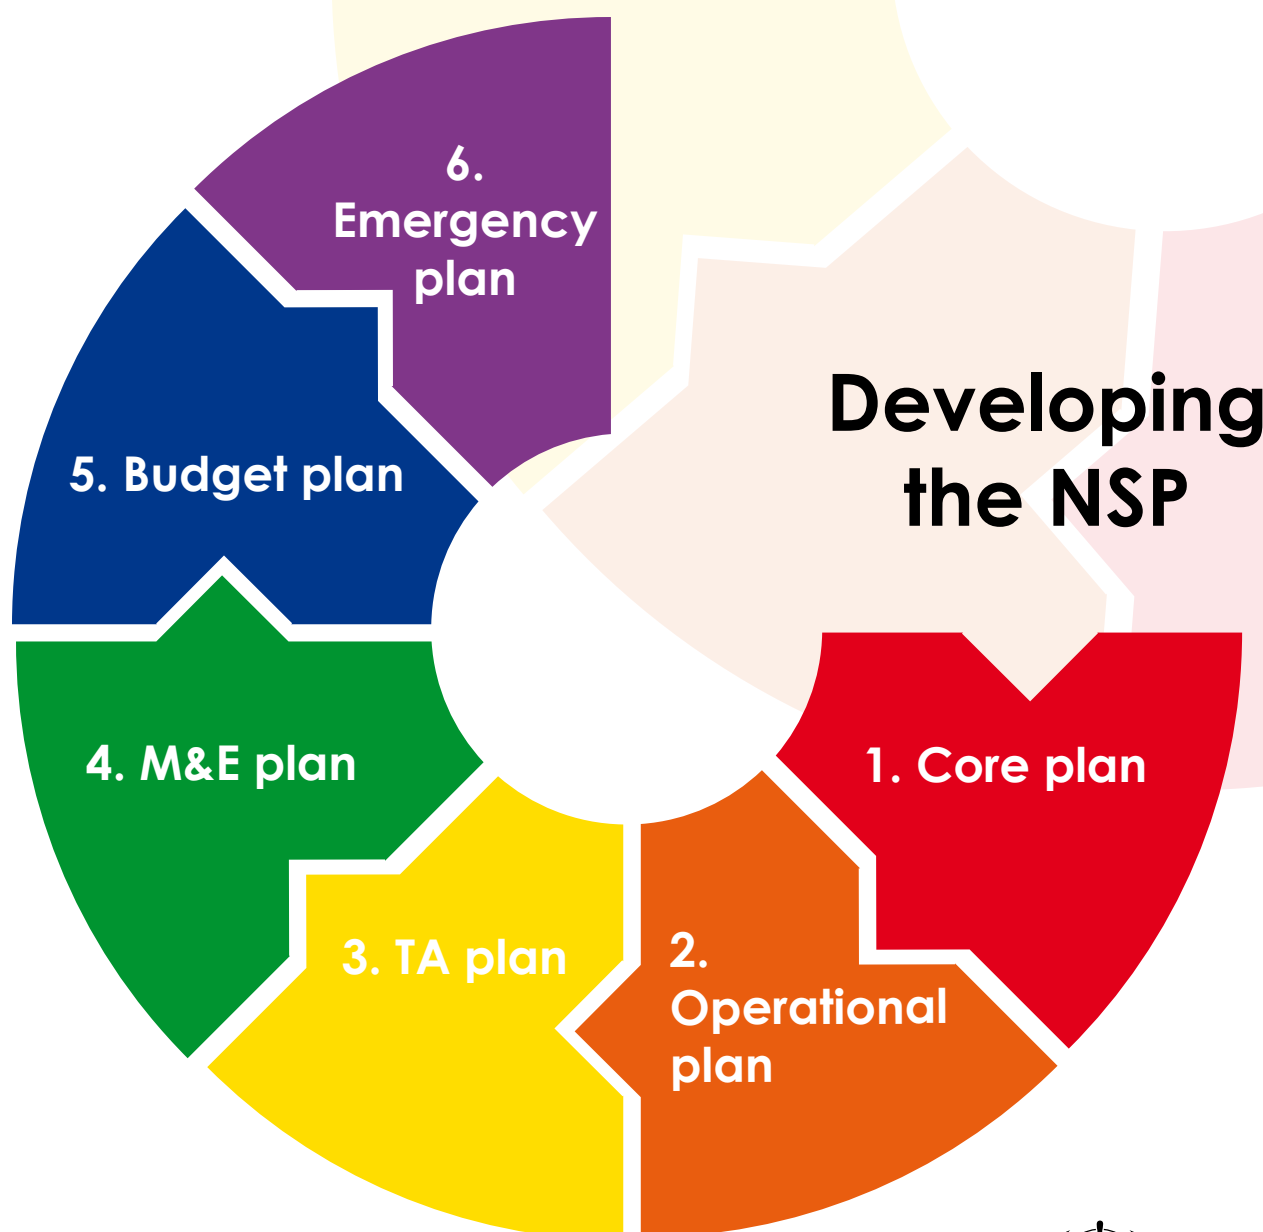 6.
Emergency
plan
Developing
the NSP
5. Budget plan
4. M&E plan
1. Core plan
3. TA plan
2.
Operational
plan